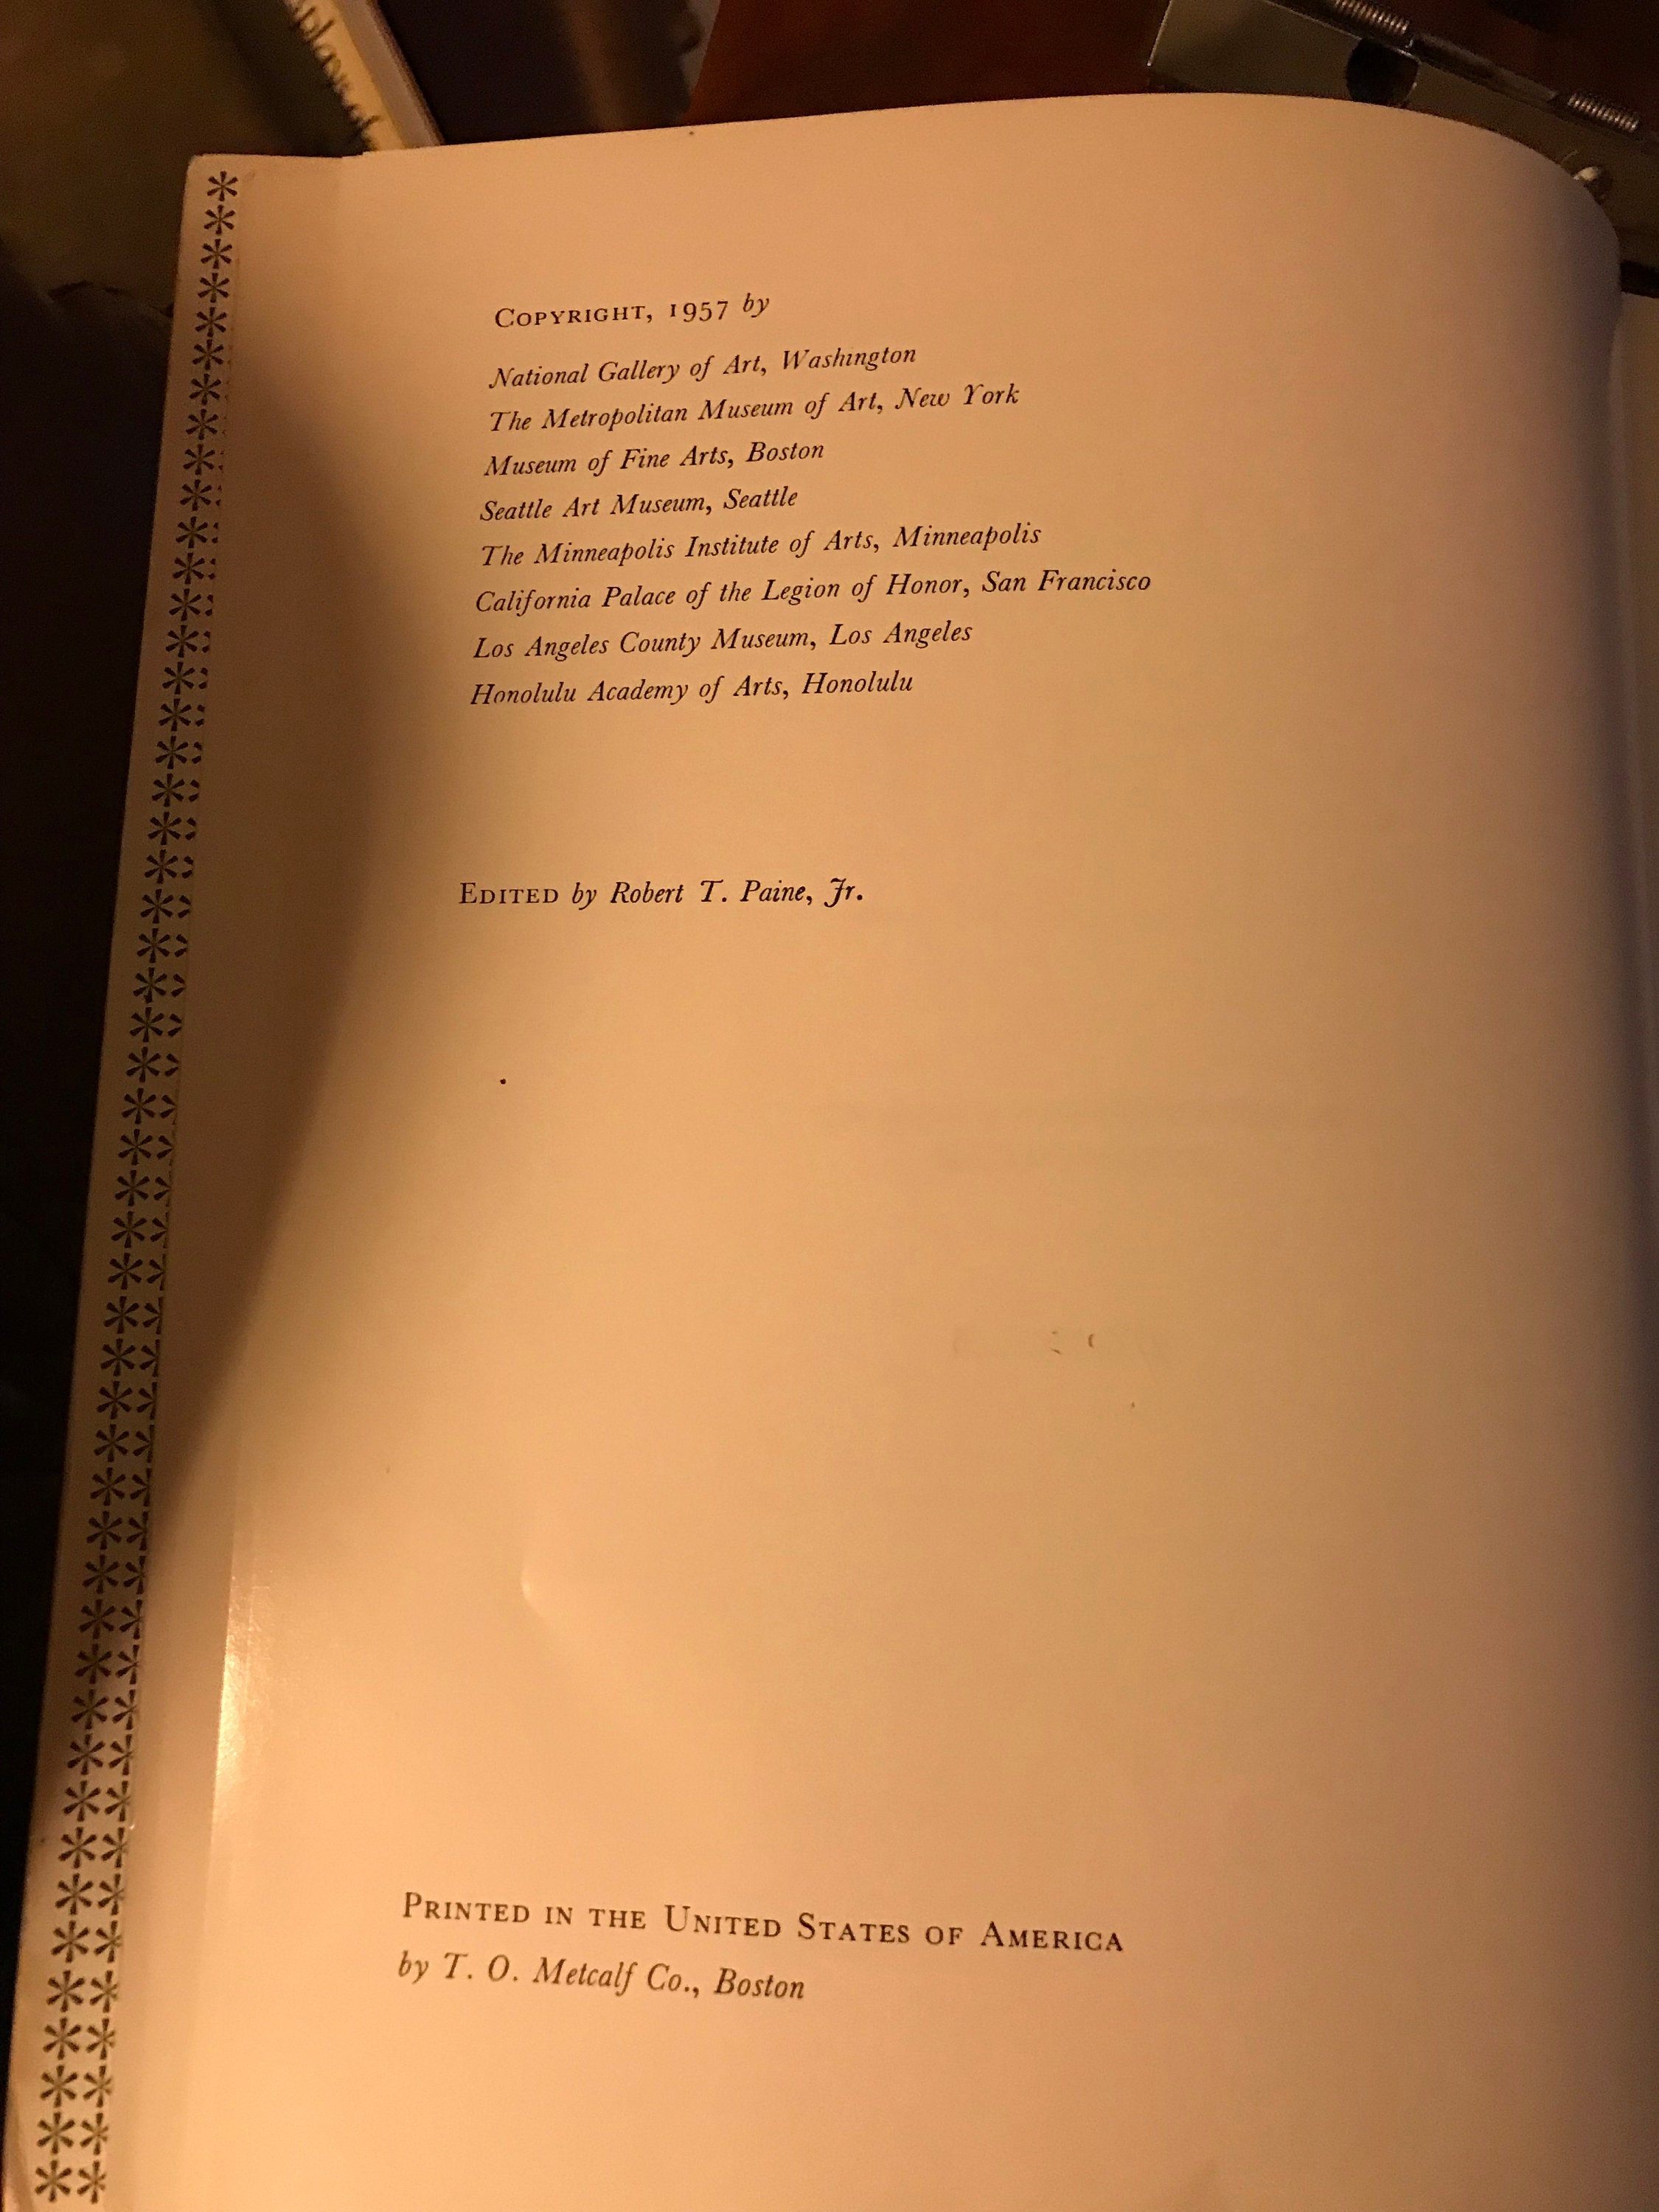 COPYRIGHT, 1957 by
National Gallery of Art, Washington
The Metropolitan Museum of Art, New York
Museum of Fine Arts, Boston
Seattle Art Museum, Seattle
The Minneapolis Institute of Arts, Minneapolis
California Palace of the Legion of Honor, San Francisco
Los Angeles County Museum, Los Angeles
Honolulu Academy of Arts, Honolulu
EDITED by Robert T. Paine, Jr.
PRINTED IN THE UNITED STATES OF AMERICA
by T. O. Metcalf Co., Boston